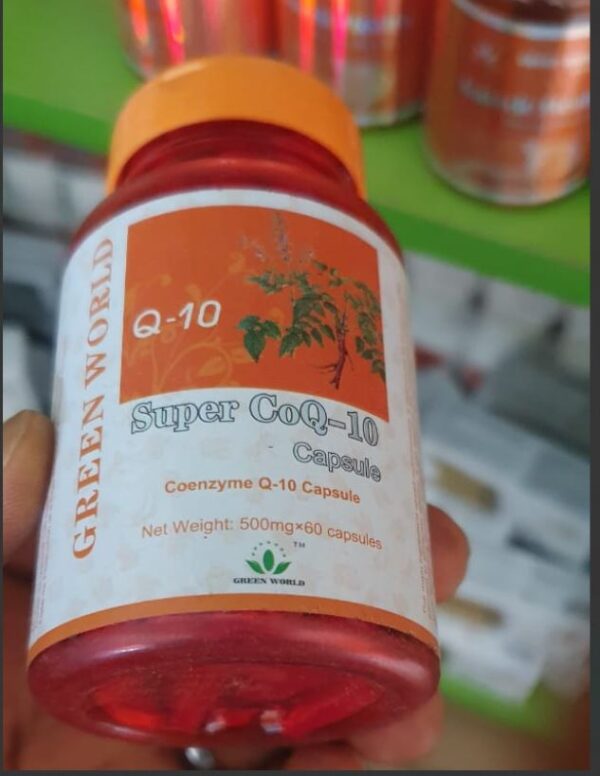 GREEN WORLD
Q-10
Super CoQ-10
Capsule
Coenzyme Q-10 Capsule
Net Weight: 500mg×60 capsules
TM
GREEN WORLD